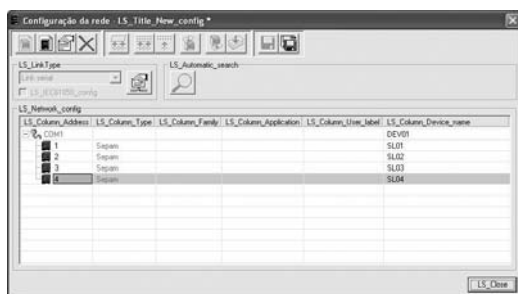 Configuração da rede - LS_Title_New_config *
LS_LinkType
LS_Automatic_search
Link serial
LS_IEC61850_config
LS_Network_config
LS_Column_Address LS_Column_Type LS_Column_Family LS_Column_Application LS_Column_User_label LS_Column_Device_name
COM1 DEV01
1 Sepam SL01
2 Sepam SL02
3 Sepam SL03
4 Sepam SL04
LS_Close